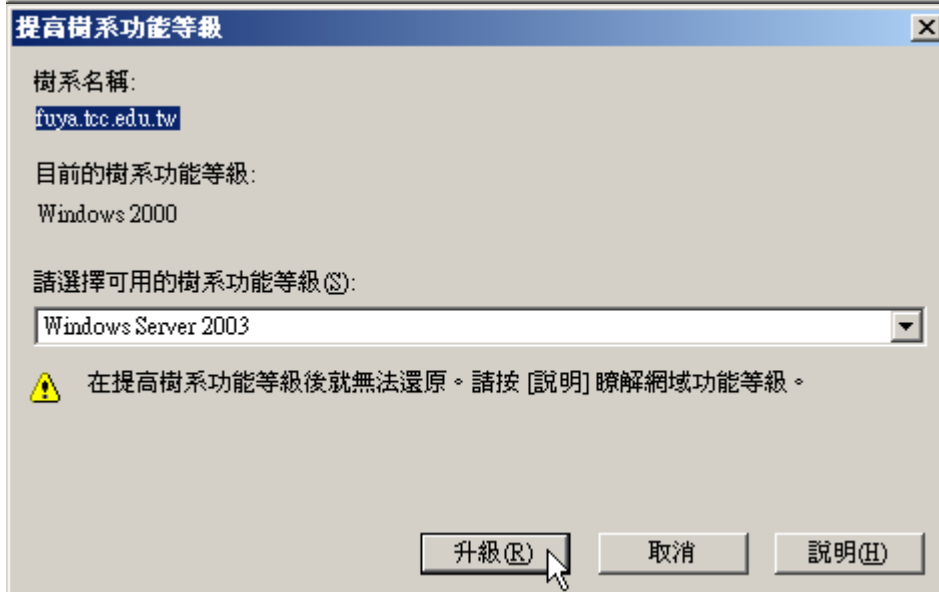 提高樹系功能等級
樹系名稱:
fuya.tcc.edu.tw
目前的樹系功能等級:
Windows 2000
請選擇可用的樹系功能等級(S):
Windows Server 2003
在提高樹系功能等級後就無法還原。請按 [說明] 瞭解網域功能等級。
升級(R) 取消 說明(H)